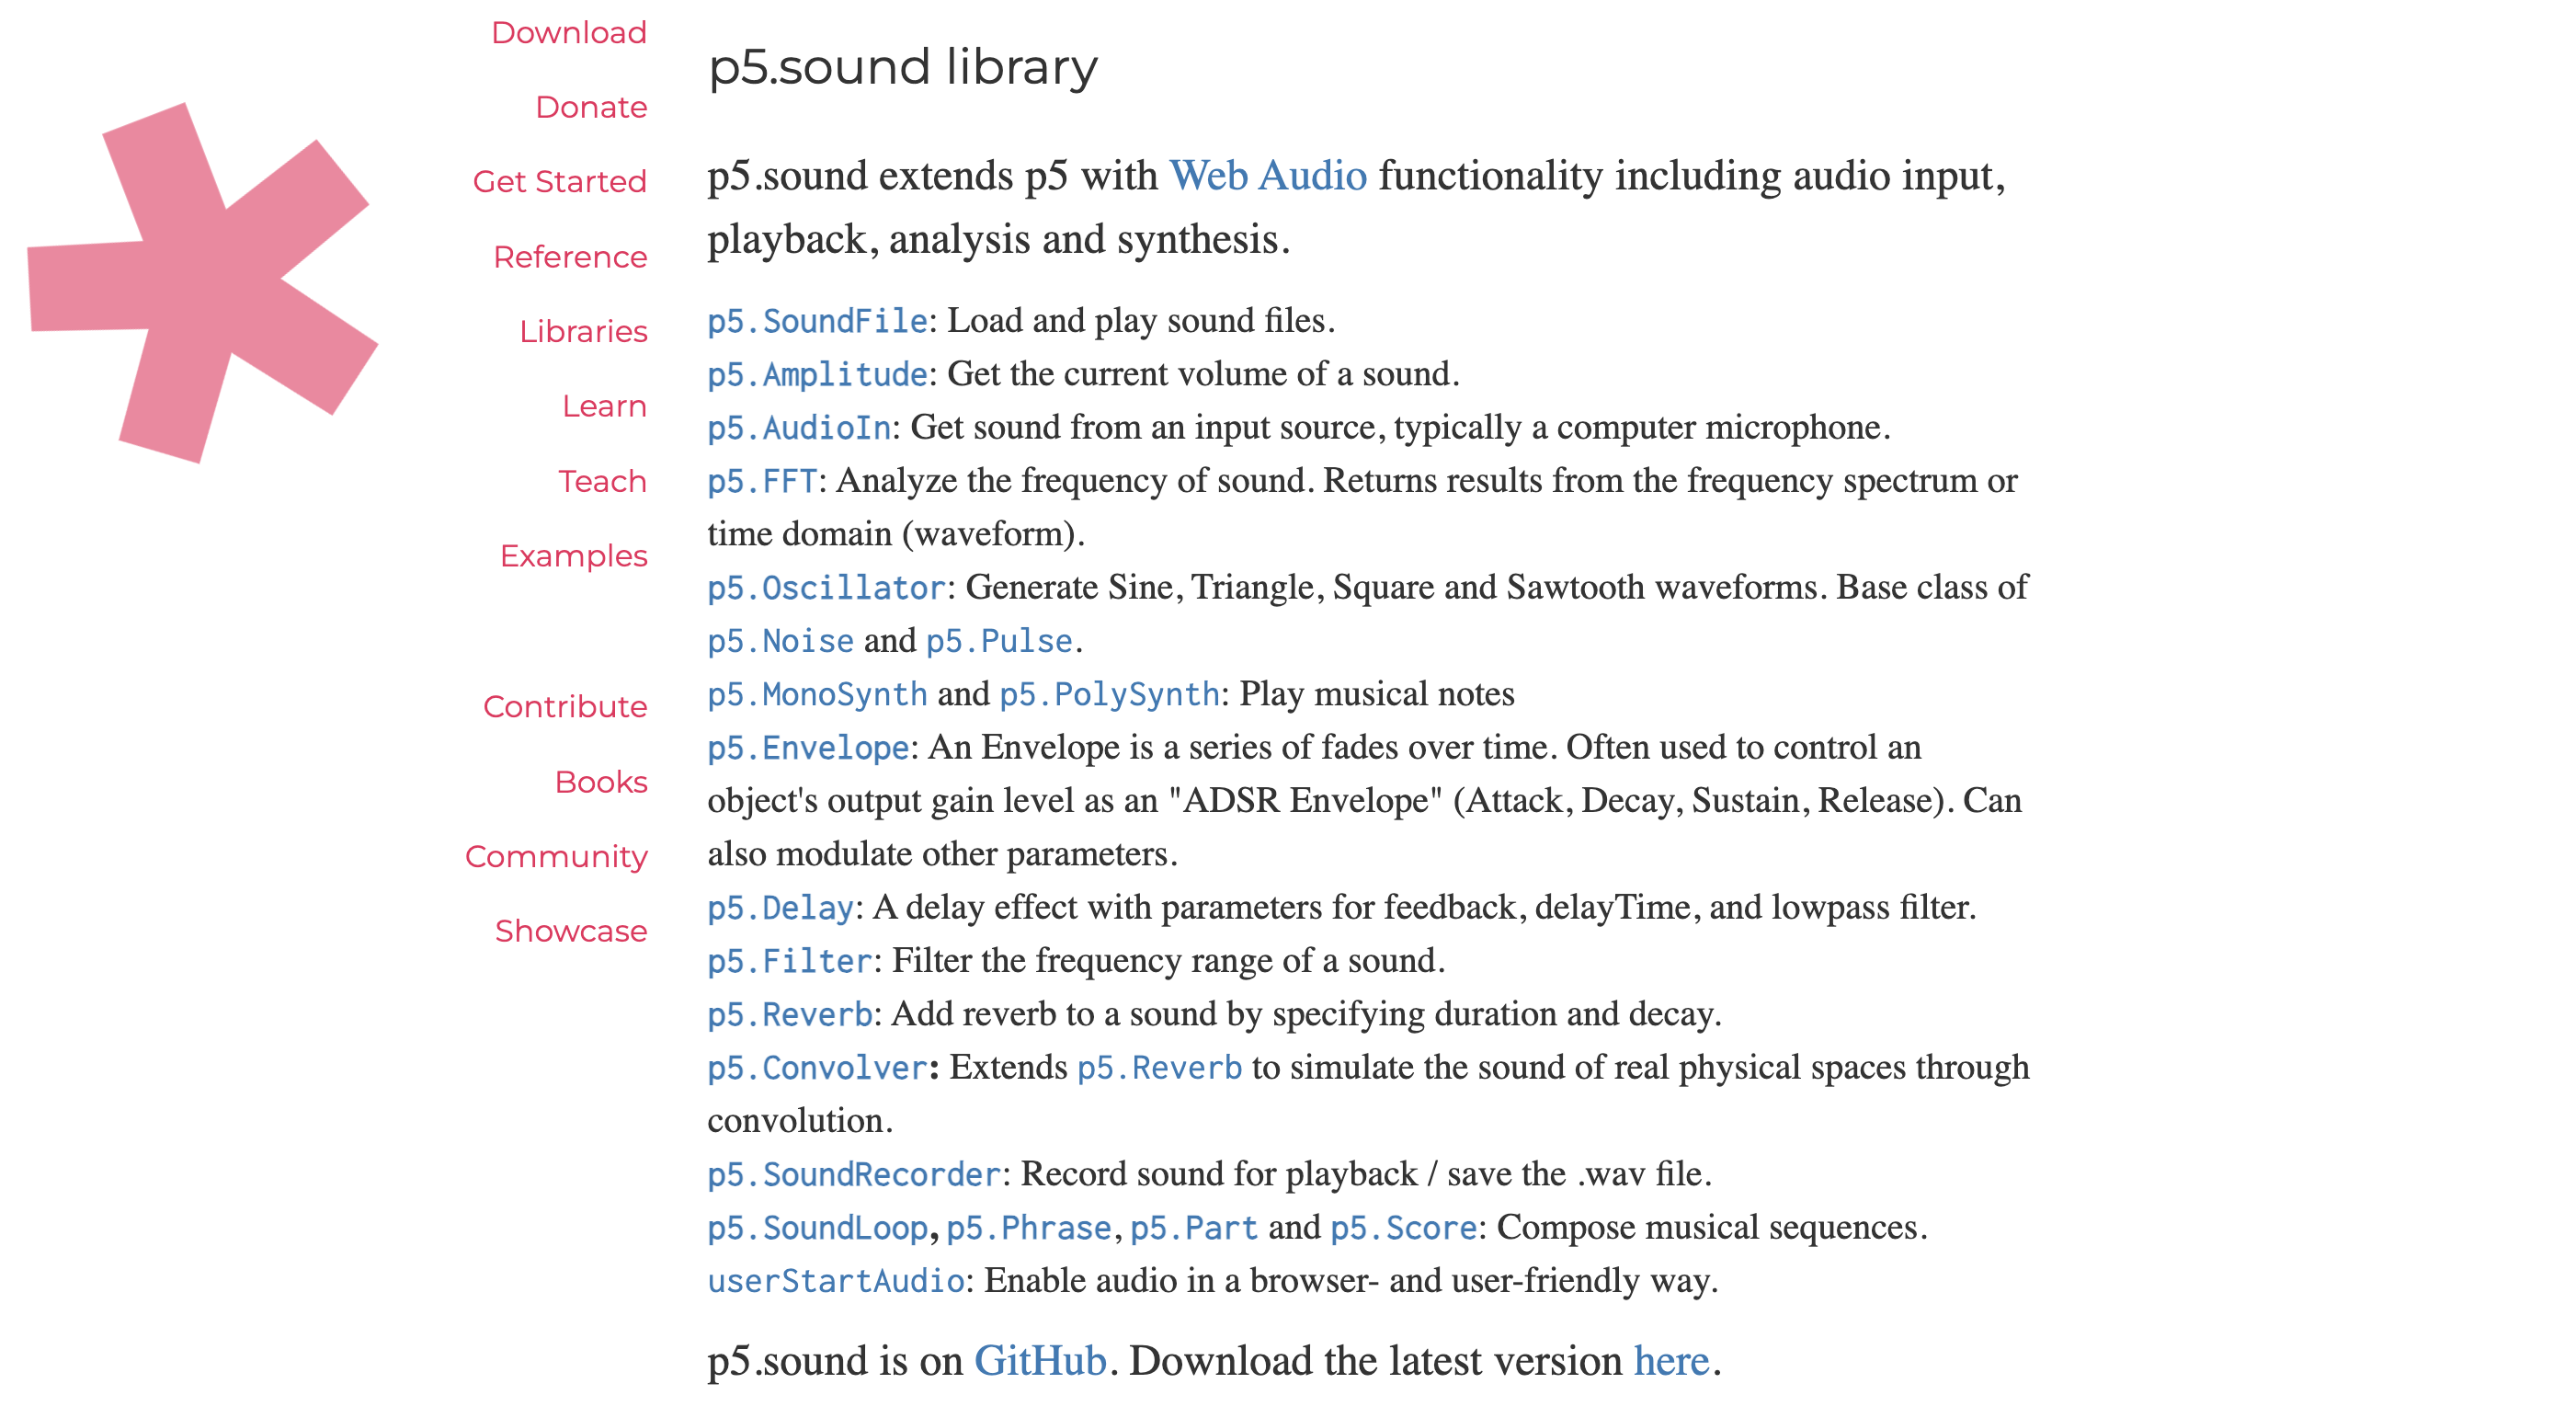 Download
Donate
Get Started
Reference
Libraries
Learn
Teach
Examples
Contribute
Books
Community
Showcase
p5.sound library
p5.sound extends p5 with Web Audio functionality including audio input,
playback, analysis and synthesis.
p5.SoundFile: Load and play sound files.
p5.Amplitude: Get the current volume of a sound.
p5.AudioIn: Get sound from an input source, typically a computer microphone.
p5.FFT: Analyze the frequency of sound. Returns results from the frequency spectrum or
time domain (waveform).
p5.Oscillator: Generate Sine, Triangle, Square and Sawtooth waveforms. Base class of
p5.Noise and p5.Pulse.
p5.MonoSynth and p5.PolySynth: Play musical notes
p5.Envelope: An Envelope is a series of fades over time. Often used to control an
object's output gain level as an "ADSR Envelope" (Attack, Decay, Sustain, Release). Can
also modulate other parameters.
p5.Delay: A delay effect with parameters for feedback, delayTime, and lowpass filter.
p5.Filter: Filter the frequency range of a sound.
p5.Reverb: Add reverb to a sound by specifying duration and decay.
p5.Convolver: Extends p5.Reverb to simulate the sound of real physical spaces through
convolution.
p5.SoundRecorder: Record sound for playback / save the .wav file.
p5.SoundLoop, p5.Phrase, p5.Part and p5.Score: Compose musical sequences.
userStartAudio: Enable audio in a browser- and user-friendly way.
p5.sound is on GitHub. Download the latest version here.